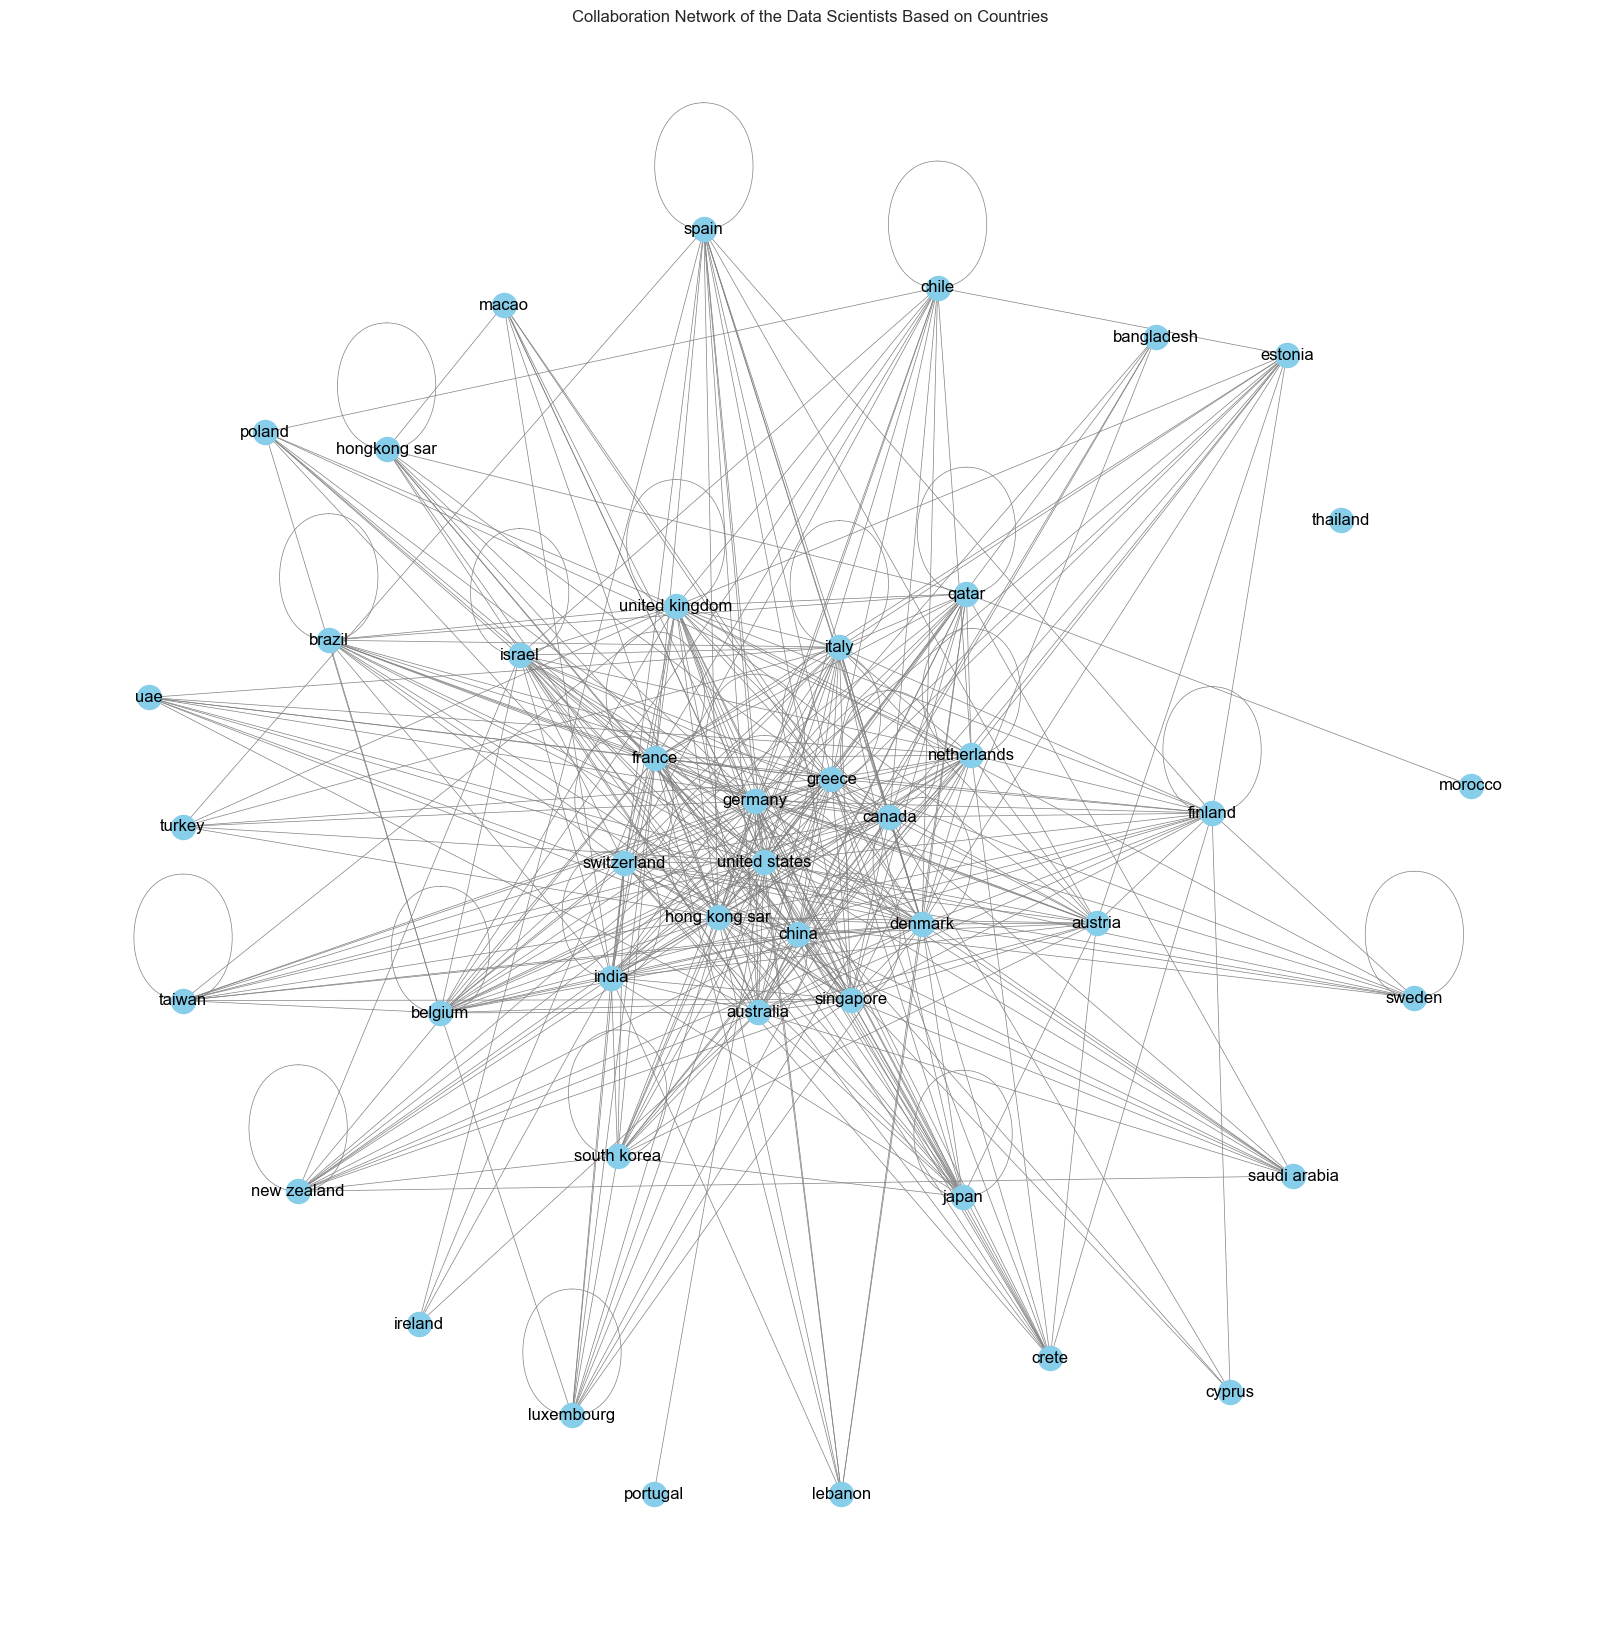 Collaboration Network of the Data Scientists Based on Countries
spain
chile
macao
bangladesh
estonia
poland
hongkong sar
thailand
qatar
united kingdom
brazil
italy
israel
uae
netherlands
france
greece
morocco
germany
finland
canada
turkey
switzerland
united states
hong kong sar
denmark
austria
china
india
taiwan
singapore
sweden
belgium
australia
south korea
saudi arabia
new zealand
japan
ireland
crete
cyprus
luxembourg
portugal
lebanon